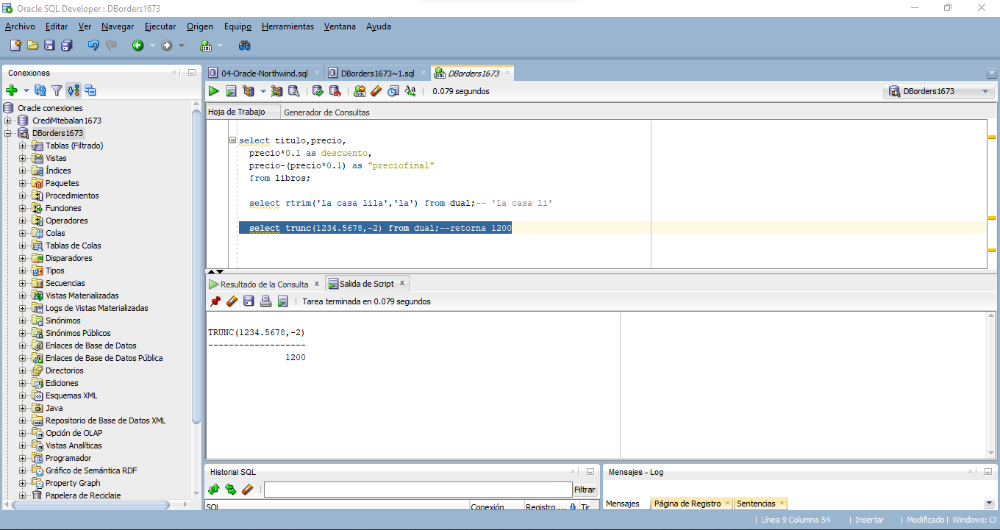 Oracle SQL Developer : DBorders1673
Archivo Editar Ver Navegar Ejecutar Origen Equipo Herramientas Ventana Ayuda
Conexiones
Oracle conexiones
CrediMtebalan1673
DBorders1673
Tablas (Filtrado)
Vistas
Índices
Paquetes
Procedimientos
Funciones
Operadores
Colas
Tablas de Colas
Disparadores
Tipos
Secuencias
Vistas Materializadas
Logs de Vistas Materializadas
Sinónimos
Sinónimos Públicos
Enlaces de Base de Datos
Enlaces de Base de Datos Pública
Directorios
Ediciones
Esquemas XML
Java
Repositorio de Base de Datos XML
Opción de OLAP
Vistas Analíticas
Programador
Gráfico de Semántica RDF
Property Graph
Papelera de Reciclaje
04-Oracle-Northwind.sql DBorders1673~1.sql DBorders1673
0.079 segundos DBorders1673
Hoja de Trabajo Generador de Consultas
select titulo,precio,
precio*0.1 as descuento,
precio-(precio*0.1) as "preciofinal"
from libros;
select rtrim('la casa lila','la') from dual;-- 'la casa li'
select trunc(1234.5678,-2) from dual;--retorna 1200
Resultado de la Consulta x Salida de Script x
Tarea terminada en 0.079 segundos
TRUNC(1234.5678,-2)
-------------------
1200
Historial SQL
Filtrar
SQL Conexión Registro ... Tir
Mensajes - Log
Mensajes Página de Registro Sentencias
Línea 9 Columna 54 Insertar Modificado Windows: CF